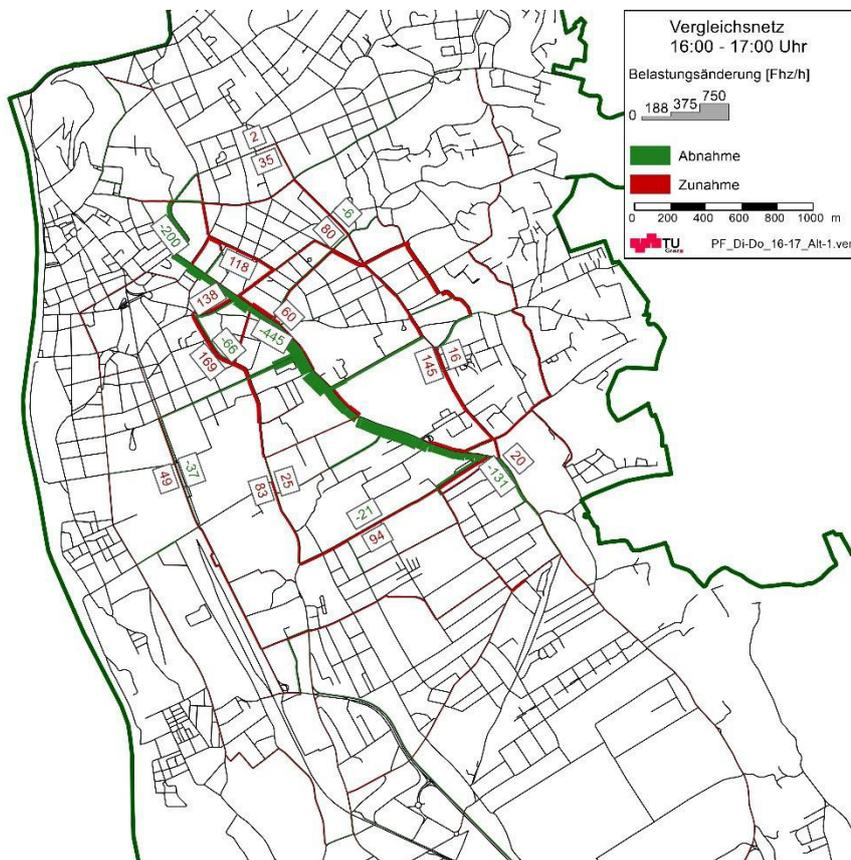 Vergleichsnetz
16:00 - 17:00 Uhr
Belastungsänderung [Fhz/h]
0 188 375 750
Abnahme
Zunahme
0 200 400 600 800 1000 m
TU
Graz
PF_Di-Do_16-17_Alt-1.ver
2
35
-6
80
-200
118
138
60
-445
-66
169
145
16
20
-131
49
-37
83
25
-21
94